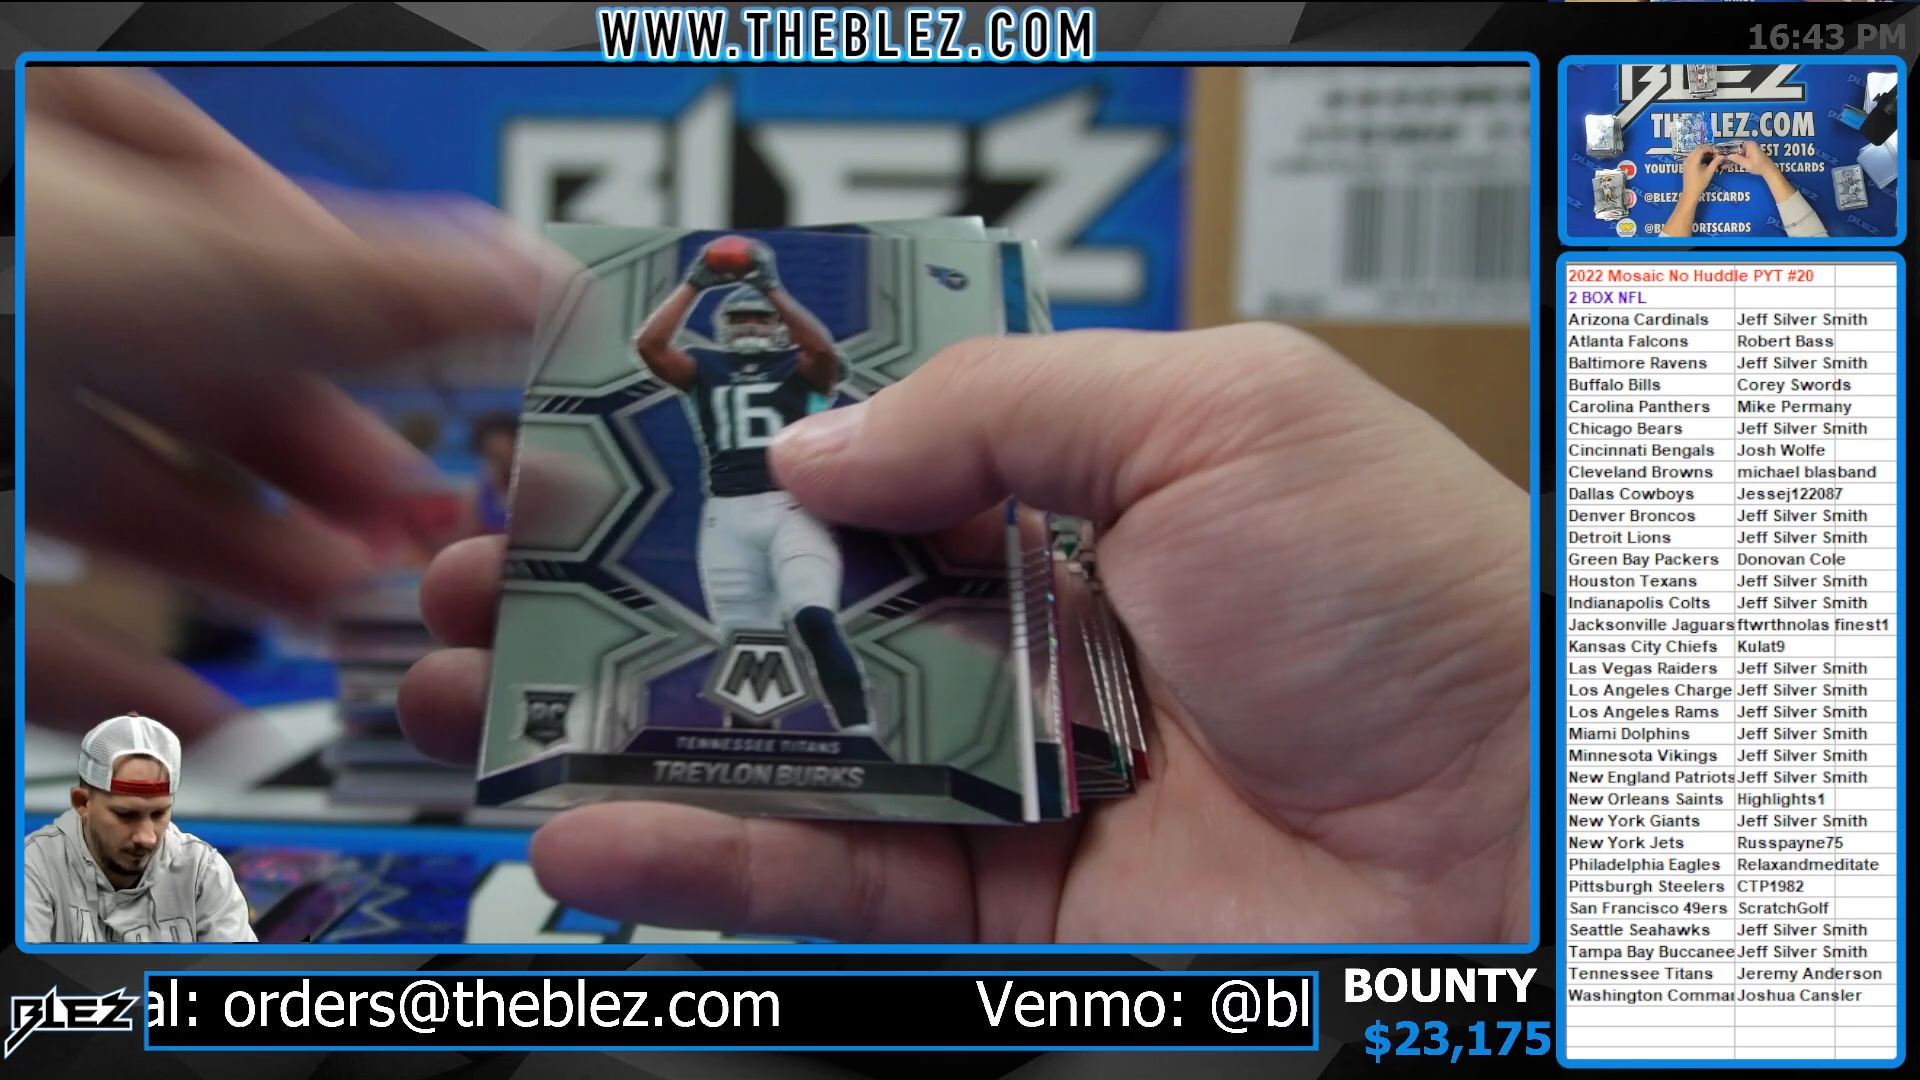 WWW.THEBLEZ.COM
16:43 PM
BLEZ
16
TENNESSEE TITANS
TREYLON BURKS
RC
BLEZ
THEBLEZ.COM
EST 2016
@BLEZSPORTSCARDS
2022 Mosaic No Huddle PYT #20
2 BOX NFL
Arizona Cardinals Jeff Silver Smith
Atlanta Falcons Robert Bass
Baltimore Ravens Jeff Silver Smith
Buffalo Bills Corey Swords
Carolina Panthers Mike Permany
Chicago Bears Jeff Silver Smith
Cincinnati Bengals Josh Wolfe
Cleveland Browns michael blasband
Dallas Cowboys Jessej122087
Denver Broncos Jeff Silver Smith
Detroit Lions Jeff Silver Smith
Green Bay Packers Donovan Cole
Houston Texans Jeff Silver Smith
Indianapolis Colts Jeff Silver Smith
Jacksonville Jaguars ftwrthnolas finest1
Kansas City Chiefs Kulat9
Las Vegas Raiders Jeff Silver Smith
Los Angeles Charge Jeff Silver Smith
Los Angeles Rams Jeff Silver Smith
Miami Dolphins Jeff Silver Smith
Minnesota Vikings Jeff Silver Smith
New England Patriots Jeff Silver Smith
New Orleans Saints Highlights1
New York Giants Jeff Silver Smith
New York Jets Russpayne75
Philadelphia Eagles Relaxandmeditate
Pittsburgh Steelers CTP1982
San Francisco 49ers ScratchGolf
Seattle Seahawks Jeff Silver Smith
Tampa Bay Buccanee Jeff Silver Smith
Tennessee Titans Jeremy Anderson
Washington Comma Joshua Cansler
BLEZ
al: orders@theblez.com Venmo: @bl
BOUNTY
$23,175